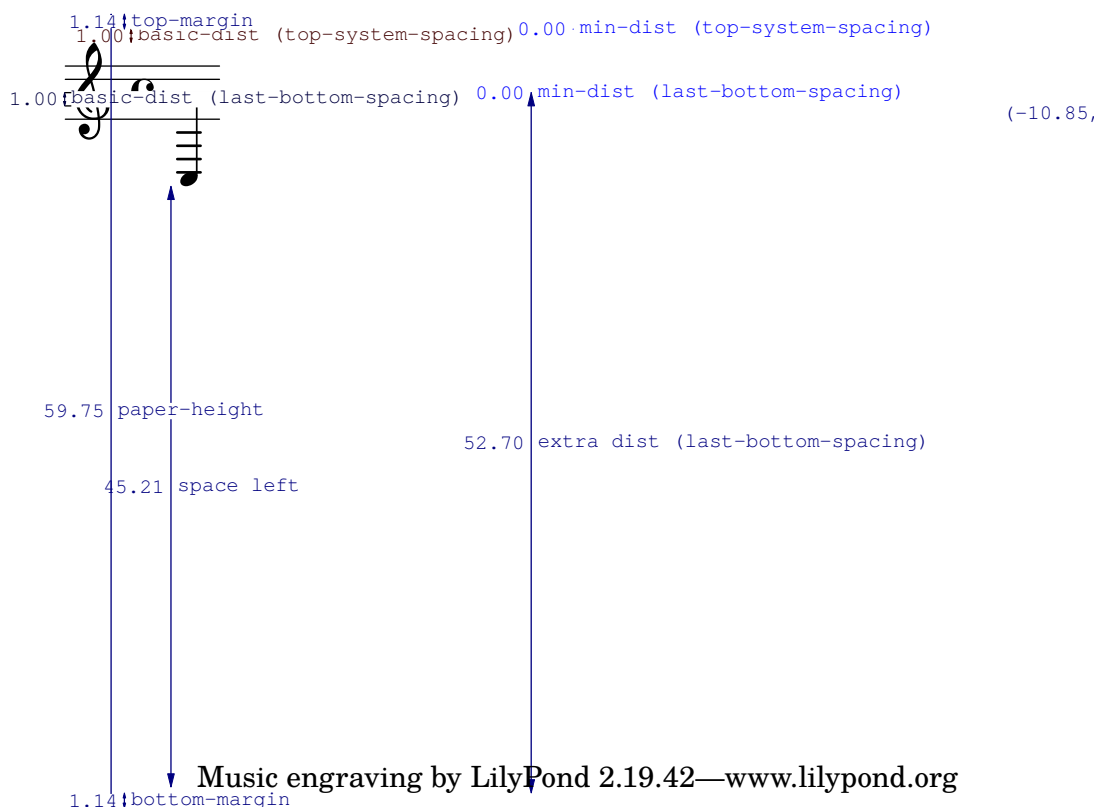 1.14 top-margin
1.00 basic-dist (top-system-spacing) 0.00 min-dist (top-system-spacing)
1.00 basic-dist (last-bottom-spacing) 0.00 min-dist (last-bottom-spacing)
(-10.85,
59.75 paper-height
52.70 extra dist (last-bottom-spacing)
45.21 space left
Music engraving by LilyPond 2.19.42—www.lilypond.org
1.14 bottom-margin